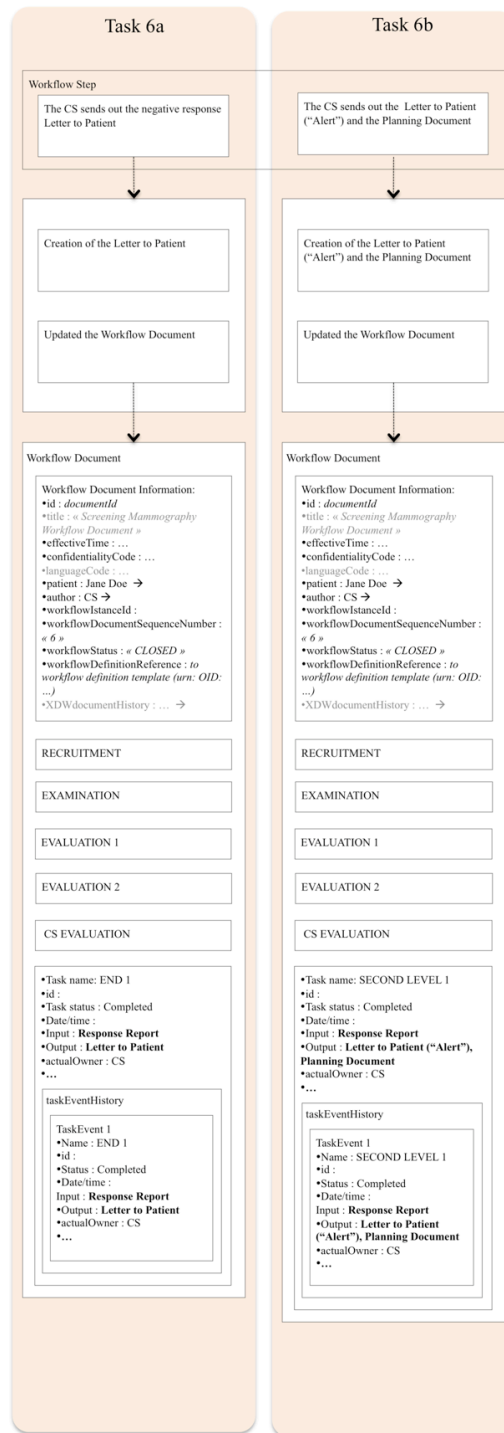 Task 6a
Workflow Step
The CS sends out the negative response
Letter to Patient
Creation of the Letter to Patient
Updated the Workflow Document
Workflow Document
Workflow Document Information:
•id : documentId
•title : « Screening Mammography
Workflow Document »
•effectiveTime : …
•confidentialityCode : …
•languageCode : …
•patient : Jane Doe →
•author : CS →
•workflowIstanceId :
•workflowDocumentSequenceNumber :
« 6 »
•workflowStatus : « CLOSED »
•workflowDefinitionReference : to
workflow definition template (urn: OID:
…)
•XDWdocumentHistory : … →
RECRUITMENT
EXAMINATION
EVALUATION 1
EVALUATION 2
CS EVALUATION
•Task name: END 1
•id :
•Task status : Completed
•Date/time :
•Input : Response Report
•Output : Letter to Patient
•actualOwner : CS
•…
taskEventHistory
TaskEvent 1
•Name : END 1
•id :
•Status : Completed
•Date/time :
Input : Response Report
•Output : Letter to Patient
•actualOwner : CS
•…
Task 6b
The CS sends out the Letter to Patient
(“Alert”) and the Planning Document
Creation of the Letter to Patient
(“Alert”) and the Planning Document
Updated the Workflow Document
Workflow Document
Workflow Document Information:
•id : documentId
•title : « Screening Mammography
Workflow Document »
•effectiveTime : …
•confidentialityCode : …
•languageCode : …
•patient : Jane Doe →
•author : CS →
•workflowIstanceId :
•workflowDocumentSequenceNumber :
« 6 »
•workflowStatus : « CLOSED »
•workflowDefinitionReference : to
workflow definition template (urn: OID:
…)
•XDWdocumentHistory : … →
RECRUITMENT
EXAMINATION
EVALUATION 1
EVALUATION 2
CS EVALUATION
•Task name: SECOND LEVEL 1
•id :
•Task status : Completed
•Date/time :
•Input : Response Report
•Output : Letter to Patient (“Alert”),
Planning Document
•actualOwner : CS
•…
taskEventHistory
TaskEvent 1
•Name : SECOND LEVEL 1
•id :
•Status : Completed
•Date/time :
Input : Response Report
•Output : Letter to Patient
(“Alert”), Planning Document
•actualOwner : CS
•…